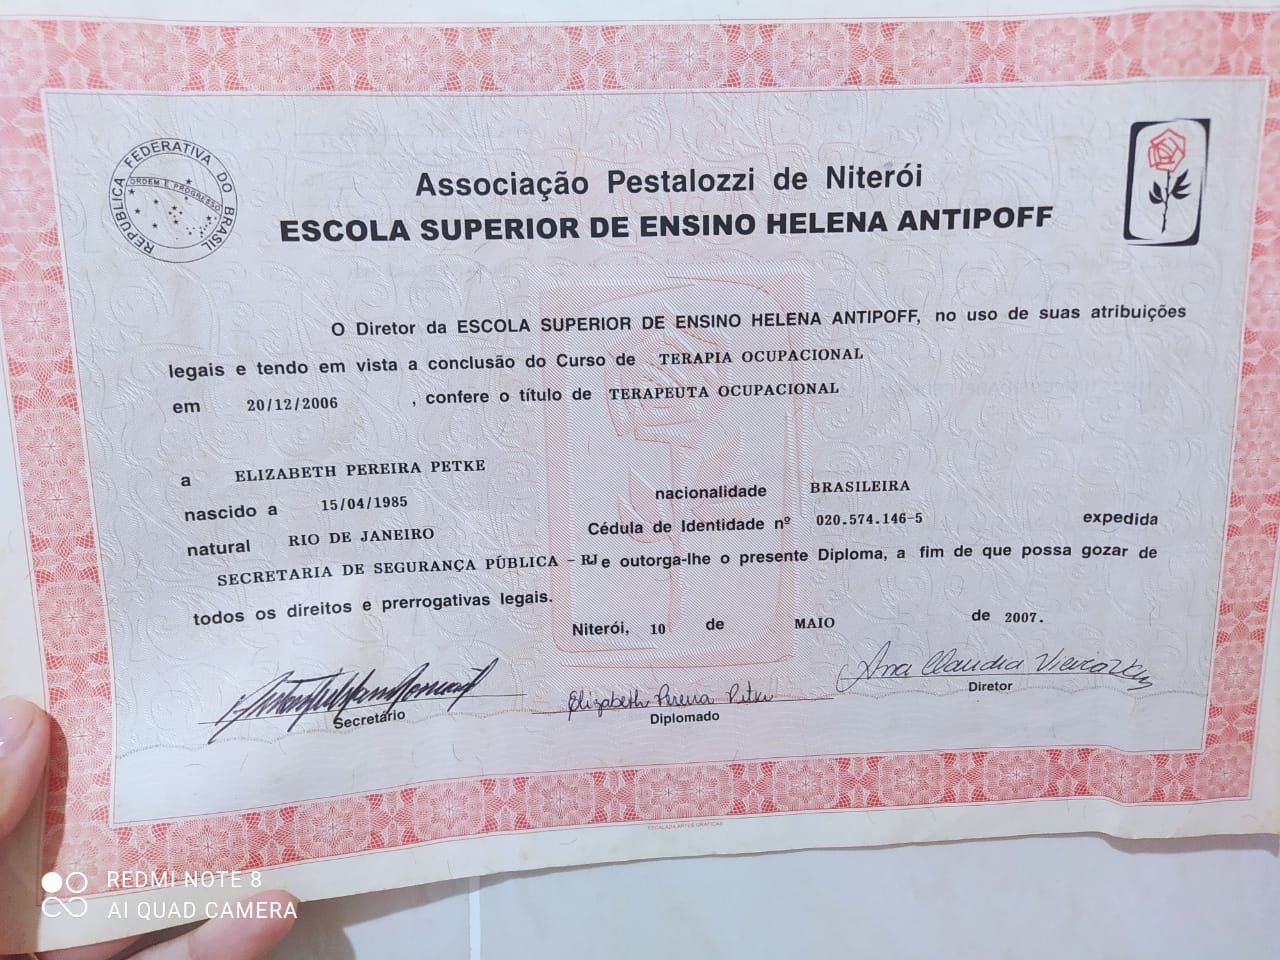 REPÚBLICA FEDERATIVA DO BRASIL
ORDEM E PROGRESSO
Associação Pestalozzi de Niterói
ESCOLA SUPERIOR DE ENSINO HELENA ANTIPOFF
O Diretor da ESCOLA SUPERIOR DE ENSINO HELENA ANTIPOFF, no uso de suas atribuições
legais e tendo em vista a conclusão do Curso de TERAPIA OCUPACIONAL
em 20/12/2006 , confere o título de TERAPEUTA OCUPACIONAL
a ELIZABETH PEREIRA PETKE
nascido a 15/04/1985 nacionalidade BRASILEIRA
natural RIO DE JANEIRO Cédula de Identidade nº 020.574.146-5 expedida
SECRETARIA DE SEGURANÇA PÚBLICA - RJ e outorga-lhe o presente Diploma, a fim de que possa gozar de
todos os direitos e prerrogativas legais.
Niterói, 10 de MAIO de 2007.
Ana Claudia
Elizabeth Pereira Petke
Secretário
Diplomado
Diretor
ESCALADA ARTES GRÁFICAS
REDMI NOTE 8
AI QUAD CAMERA